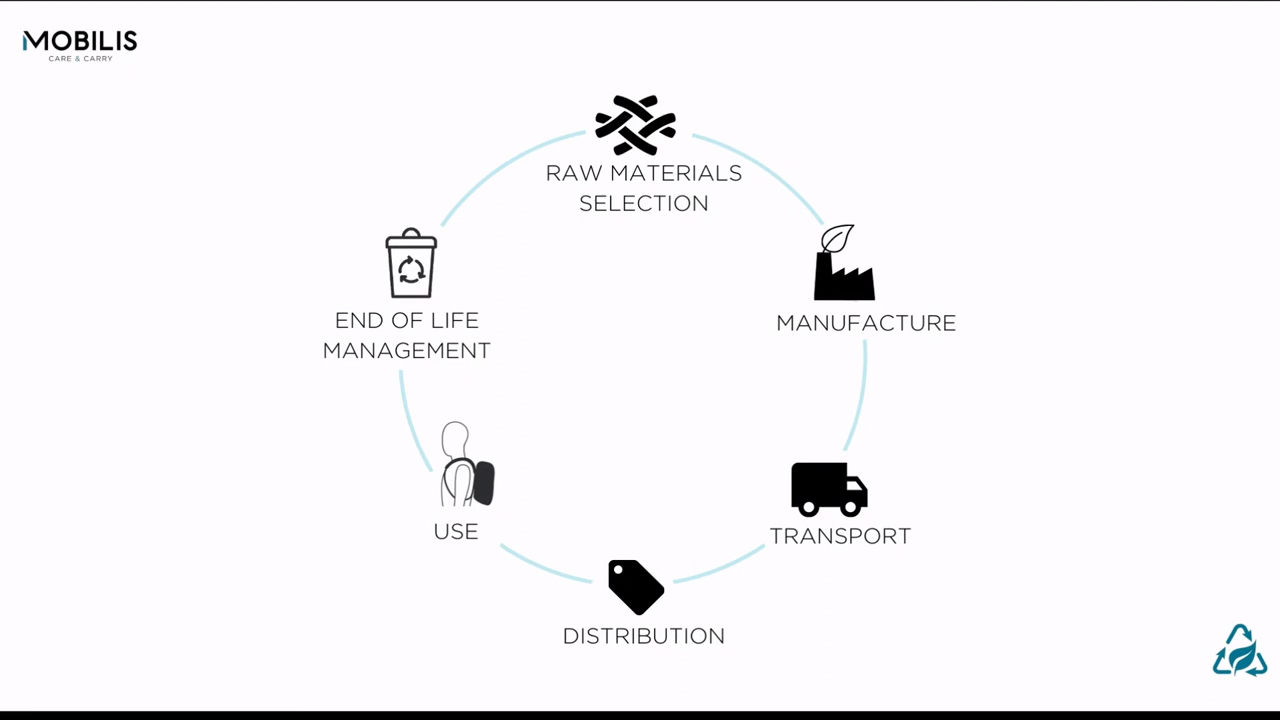 MOBILIS
CARE & CARRY
RAW MATERIALS
SELECTION
MANUFACTURE
TRANSPORT
DISTRIBUTION
USE
END OF LIFE
MANAGEMENT